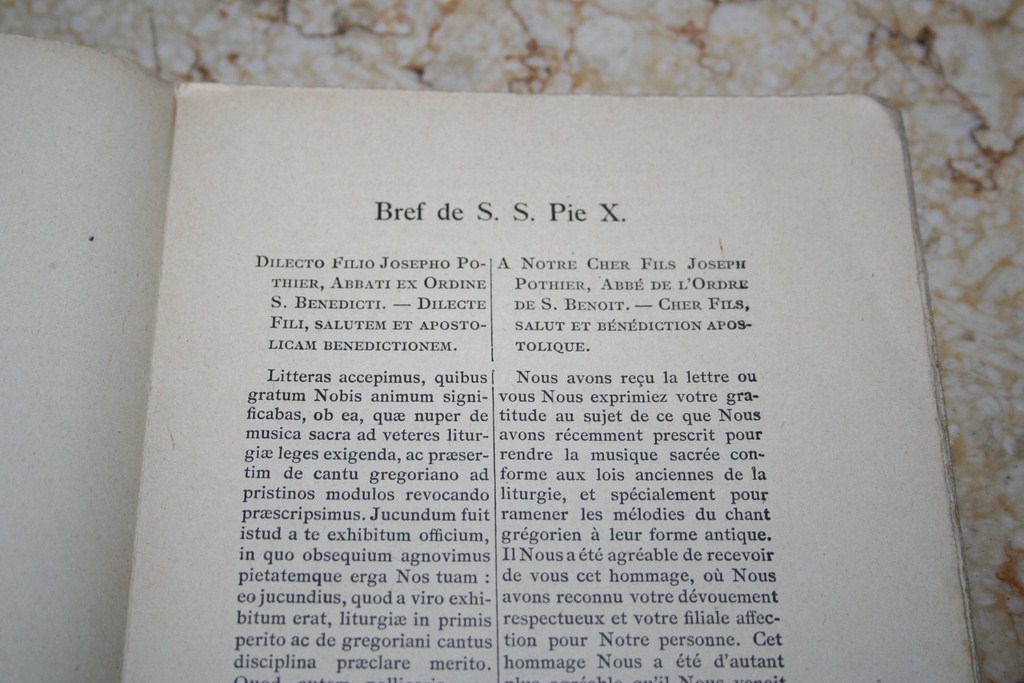 Bref de S. S. Pie X.
DILECTO FILIO JOSEPHO PO-
THIER, ABBATI EX ORDINE
S. BENEDICTI. — DILECTE
FILI, SALUTEM ET APOSTO-
LICAM BENEDICTIONEM.
Litteras accepimus, quibus
gratum Nobis animum signi-
ficabas, ob ea, quæ nuper de
musica sacra ad veteres litur-
giæ leges exigenda, ac præser-
tim de cantu gregoriano ad
pristinos modulos revocando
præscripsimus. Jucundum fuit
istud a te exhibitum officium,
in quo obsequium agnovimus
pietatemque erga Nos tuam :
eo jucundius, quod a viro exhi-
bitum erat, liturgiæ in primis
perito ac de gregoriani cantus
disciplina præclare merito.
A NOTRE CHER FILS JOSEPH
POTHIER, ABBÉ DE L'ORDRE
DE S. BENOIT. — CHER FILS,
SALUT ET BÉNÉDICTION APOS-
TOLIQUE.
Nous avons reçu la lettre ou
vous Nous exprimiez votre gra-
titude au sujet de ce que Nous
avons récemment prescrit pour
rendre la musique sacrée con-
forme aux lois anciennes de la
liturgie, et spécialement pour
ramener les mélodies du chant
grégorien à leur forme antique.
Il Nous a été agréable de recevoir
de vous cet hommage, où Nous
avons reconnu votre dévouement
respectueux et votre filiale affec-
tion pour Notre personne. Cet
hommage Nous a été d'autant